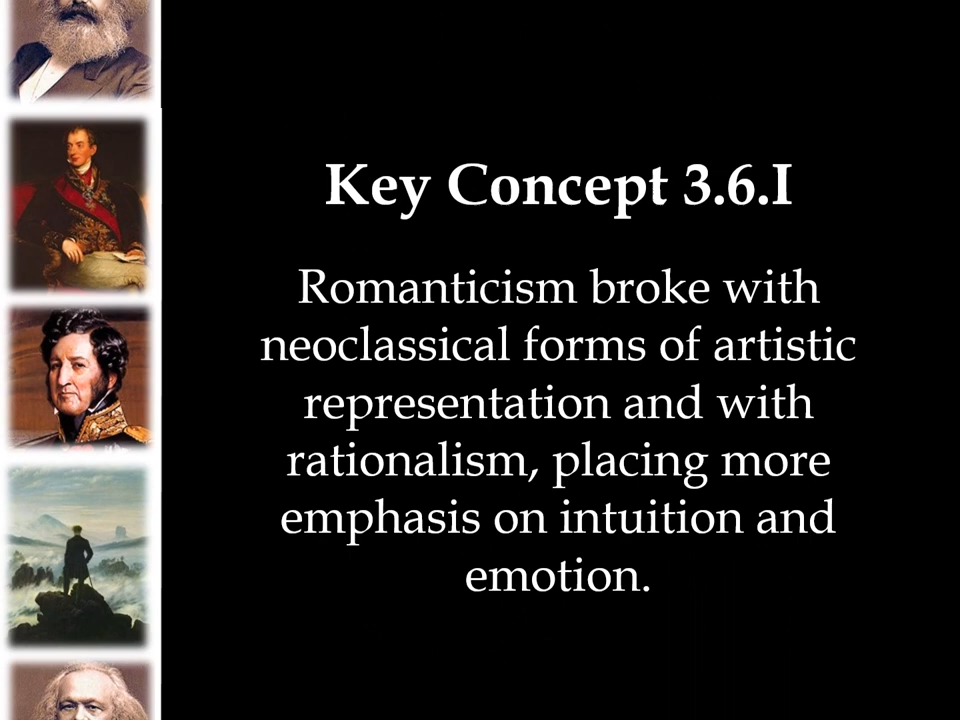 Key Concept 3.6.I
Romanticism broke with
neoclassical forms of artistic
representation and with
rationalism, placing more
emphasis on intuition and
emotion.